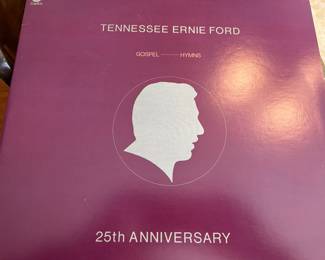 TENNESSEE ERNIE FORD
GOSPEL HYMNS
25th ANNIVERSARY